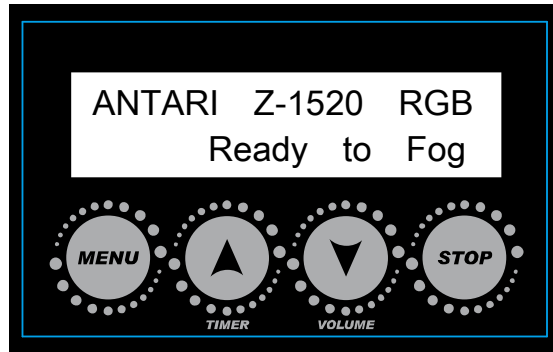 ANTARI Z-1520 RGB
Ready to Fog
MENU
STOP
TIMER
VOLUME